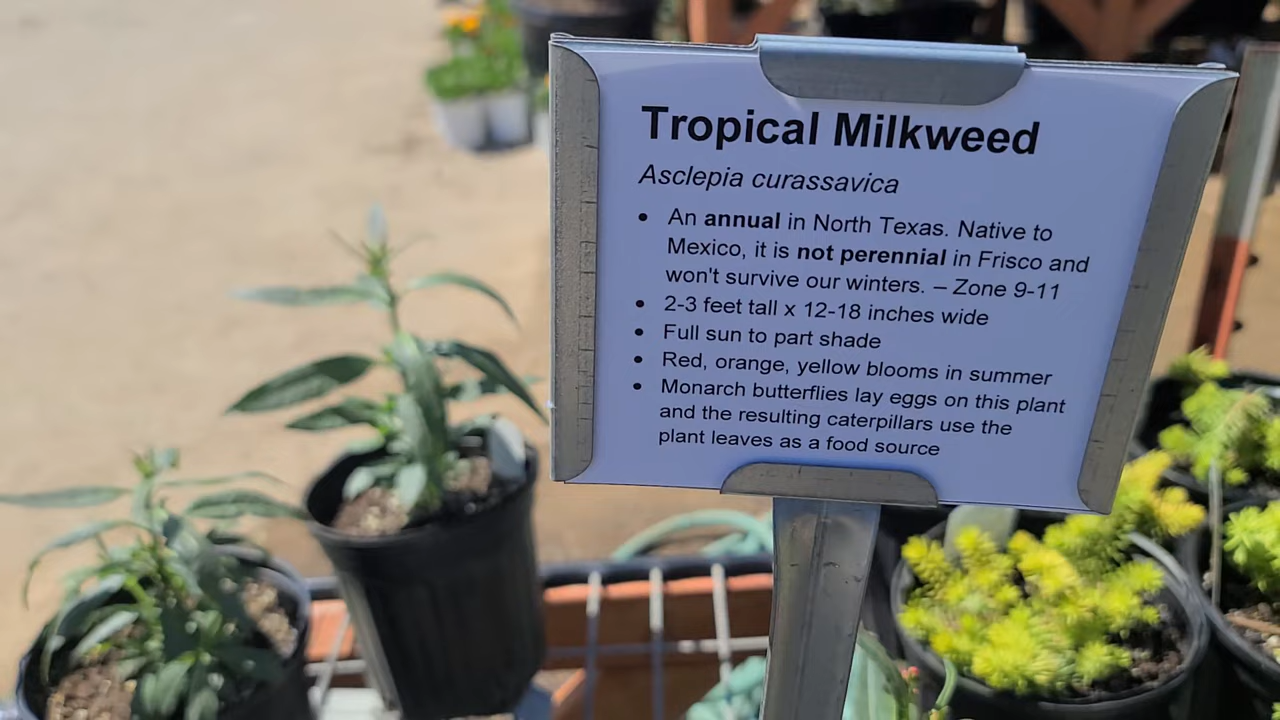 Tropical Milkweed
Asclepia curassavica
• An annual in North Texas. Native to
Mexico, it is not perennial in Frisco and
won't survive our winters. – Zone 9-11
• 2-3 feet tall x 12-18 inches wide
• Full sun to part shade
• Red, orange, yellow blooms in summer
• Monarch butterflies lay eggs on this plant
and the resulting caterpillars use the
plant leaves as a food source